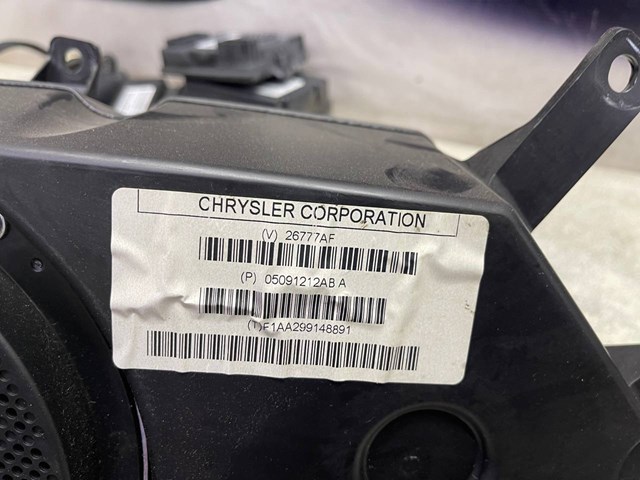 CHRYSLER CORPORATION
(V) 26777AF
(P) 05091212AB A
(T)F1AA299148891